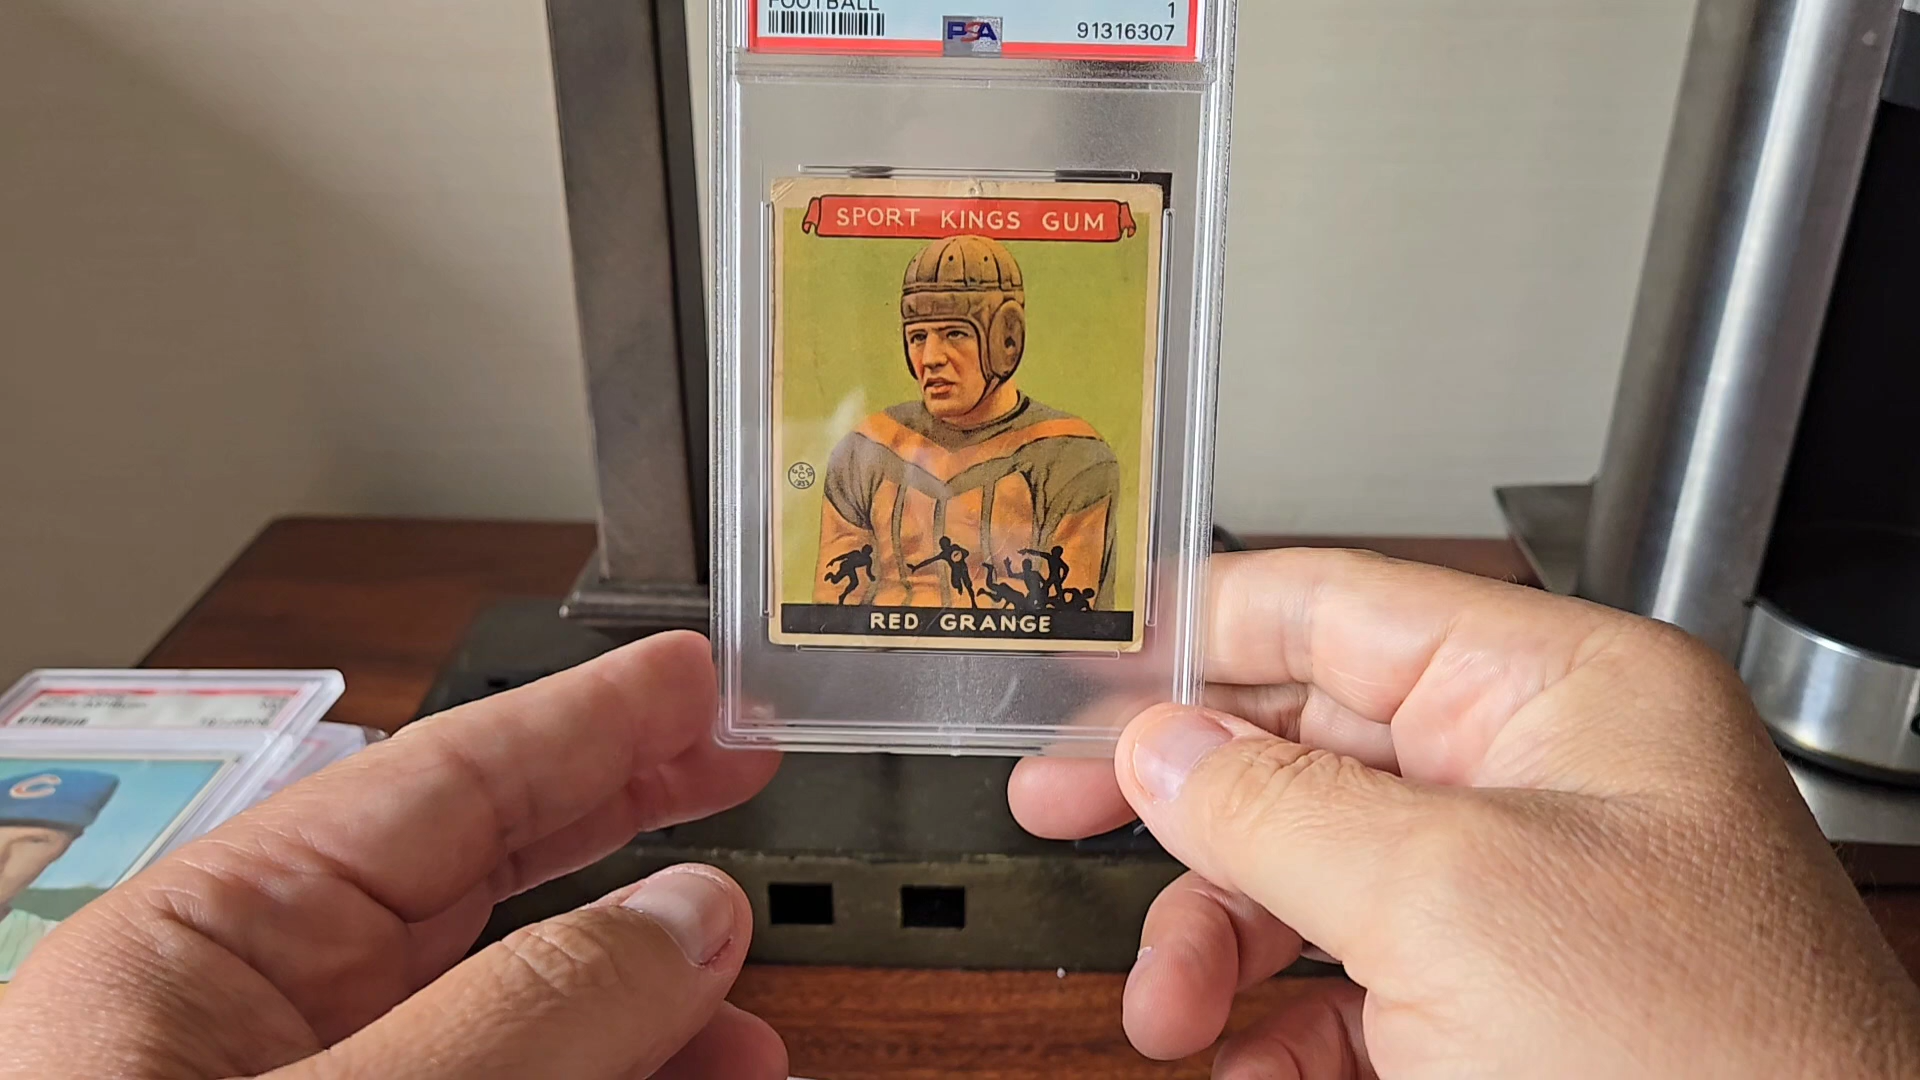 FOOTBALL
1
PSA
91316307
SPORT KINGS GUM
RED GRANGE
C